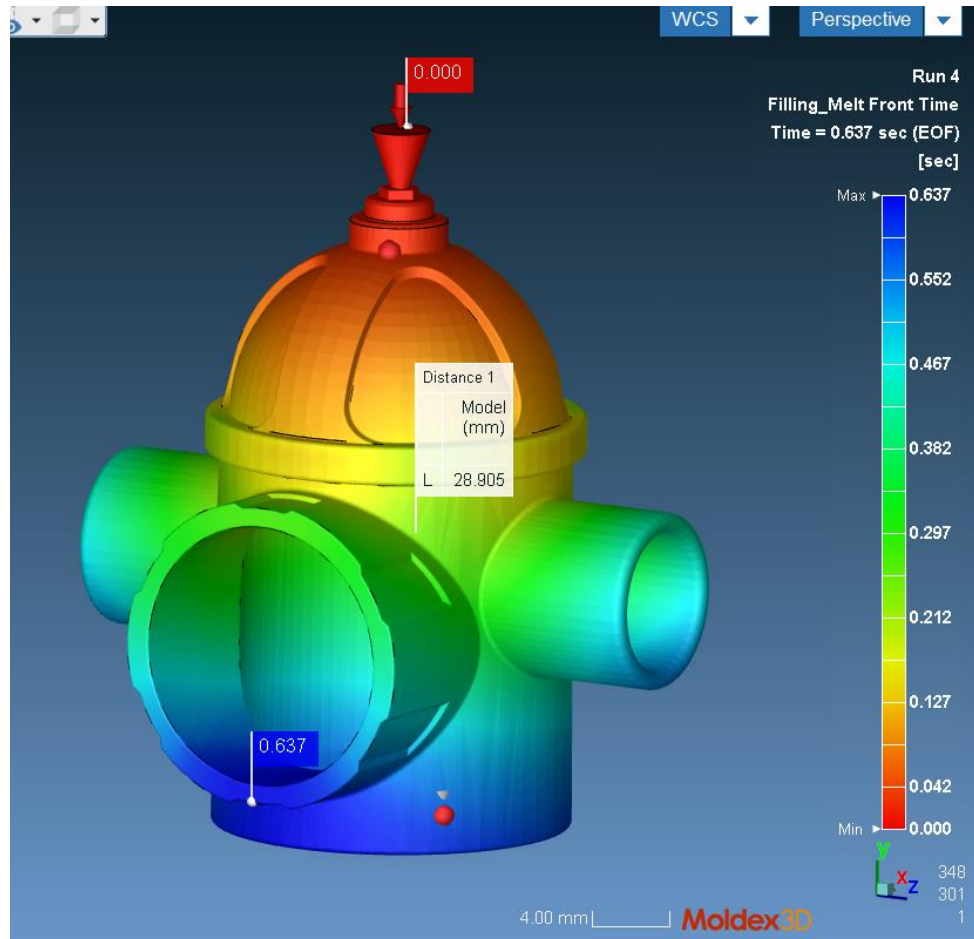 WCS
Perspective
0.000
Run 4
Filling_Melt Front Time
Time = 0.637 sec (EOF)
[sec]
Max 0.637
0.552
0.467
0.382
0.297
0.212
0.127
0.042
Min 0.000
Distance 1
Model
(mm)
L 28.905
0.637
y
x
z
348
301
1
4.00 mm
Moldex3D